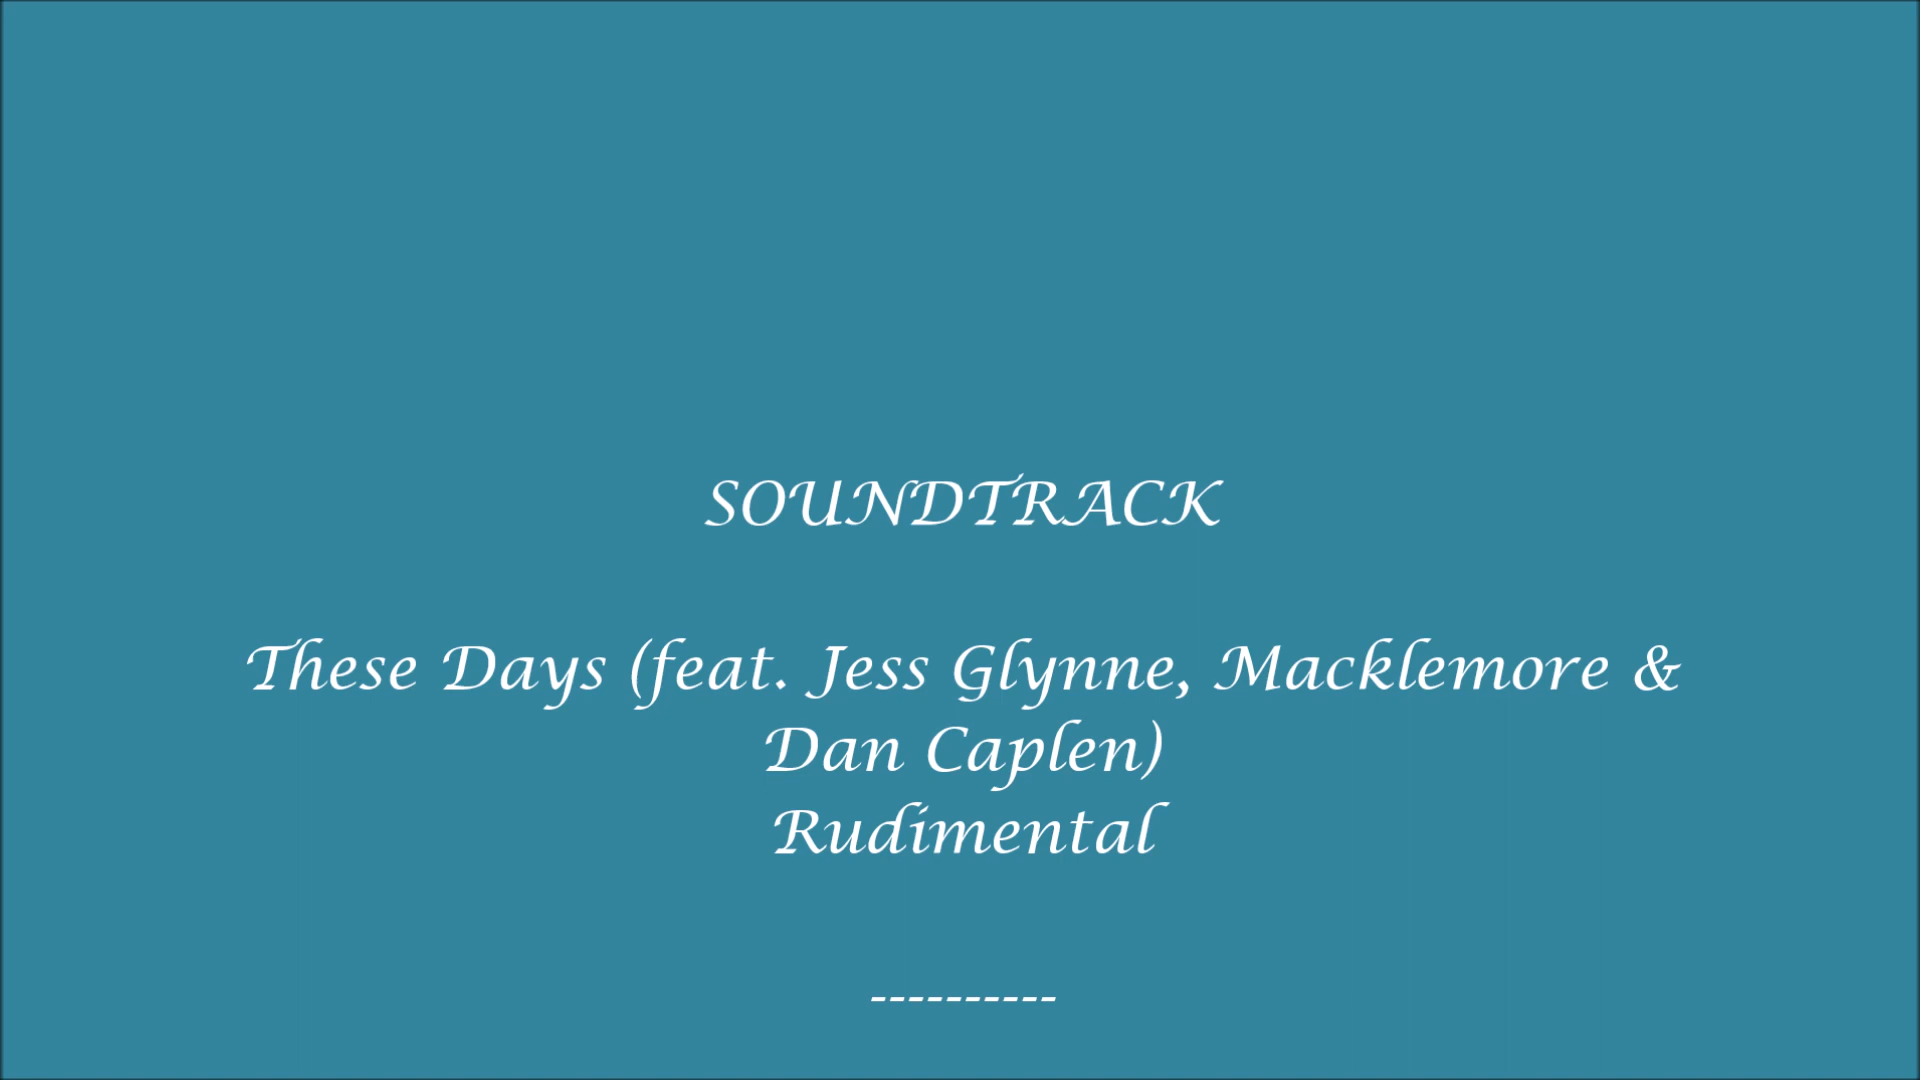 SOUNDTRACK
These Days (feat. Jess Glynne, Macklemore &
Dan Caplen)
Rudimental
----------